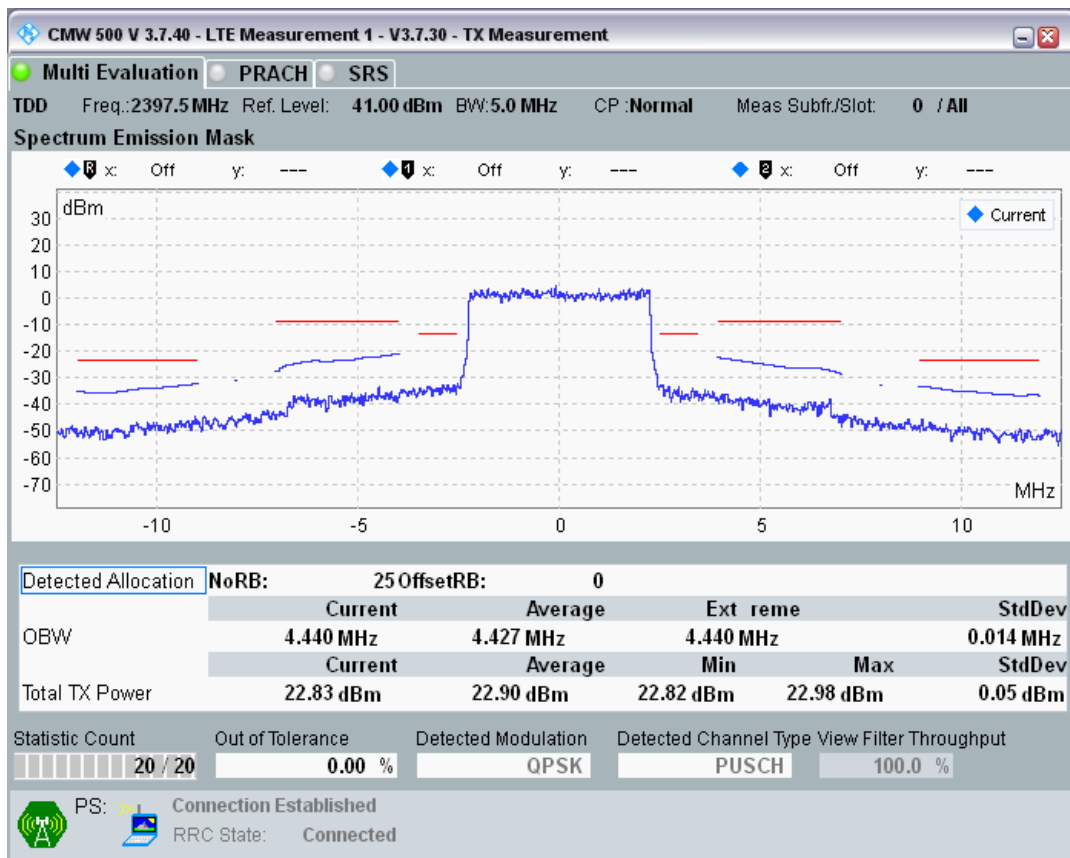 CMW 500 V 3.7.40 - LTE Measurement 1 - V3.7.30 - TX Measurement
Multi Evaluation PRACH SRS
TDD Freq.:2397.5 MHz Ref. Level: 41.00 dBm BW:5.0 MHz CP :Normal Meas Subfr./Slot: 0 / All
Spectrum Emission Mask
R x: Off y: --- 1 x: Off y: --- 2 x: Off y: ---
dBm
Current
30
20
10
0
-10
-20
-30
-40
-50
-60
-70
MHz
-10 -5 0 5 10
Detected Allocation NoRB: 25 OffsetRB: 0
Current Average Ext reme StdDev
OBW 4.440 MHz 4.427 MHz 4.440 MHz 0.014 MHz
Current Average Min Max StdDev
Total TX Power 22.83 dBm 22.90 dBm 22.82 dBm 22.98 dBm 0.05 dBm
Statistic Count Out of Tolerance Detected Modulation Detected Channel Type View Filter Throughput
20 / 20 0.00 % QPSK PUSCH 100.0 %
PS: Connection Established
RRC State: Connected